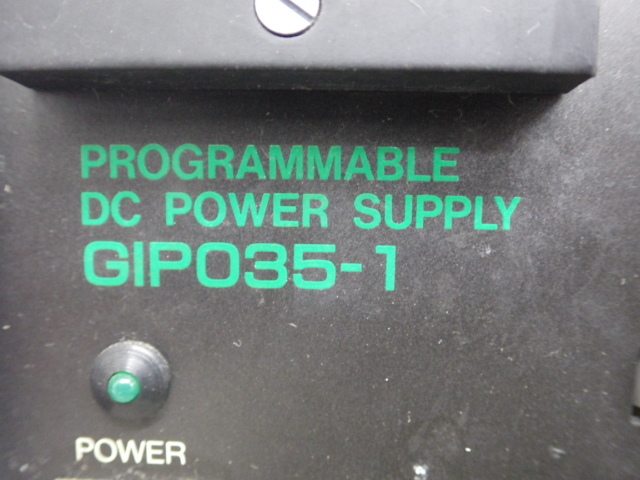 PROGRAMMABLE
DC POWER SUPPLY
GIP035-1
POWER